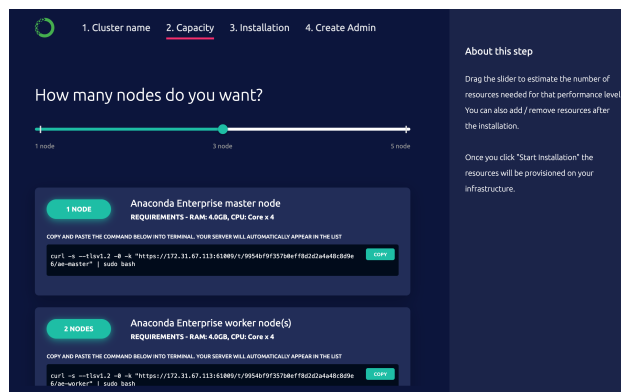 1. Cluster name 2. Capacity 3. Installation 4. Create Admin
How many nodes do you want?
1 node 3 node 5 node
1 NODE
Anaconda Enterprise master node
REQUIREMENTS - RAM: 4.0GB, CPU: Core x 4
COPY AND PASTE THE COMMAND BELOW INTO TERMINAL. YOUR SERVER WILL AUTOMATICALLY APPEAR IN THE LIST
curl -s --tlsv1.2 -0 -k "https://172.31.67.113:61009/t/9954bf9f357b0eff8d2d2a4a48c8d9e
6/ae-master" | sudo bash
COPY
2 NODES
Anaconda Enterprise worker node(s)
REQUIREMENTS - RAM: 4.0GB, CPU: Core x 4
COPY AND PASTE THE COMMAND BELOW INTO TERMINAL. YOUR SERVER WILL AUTOMATICALLY APPEAR IN THE LIST
curl -s --tlsv1.2 -0 -k "https://172.31.67.113:61009/t/9954bf9f357b0eff8d2d2a4a48c8d9e
6/ae-worker" | sudo bash
COPY
About this step
Drag the slider to estimate the number of
resources needed for that performance level
You can also add / remove resources after
the installation.
Once you click "Start Installation" the
resources will be provisioned on your
infrastructure.